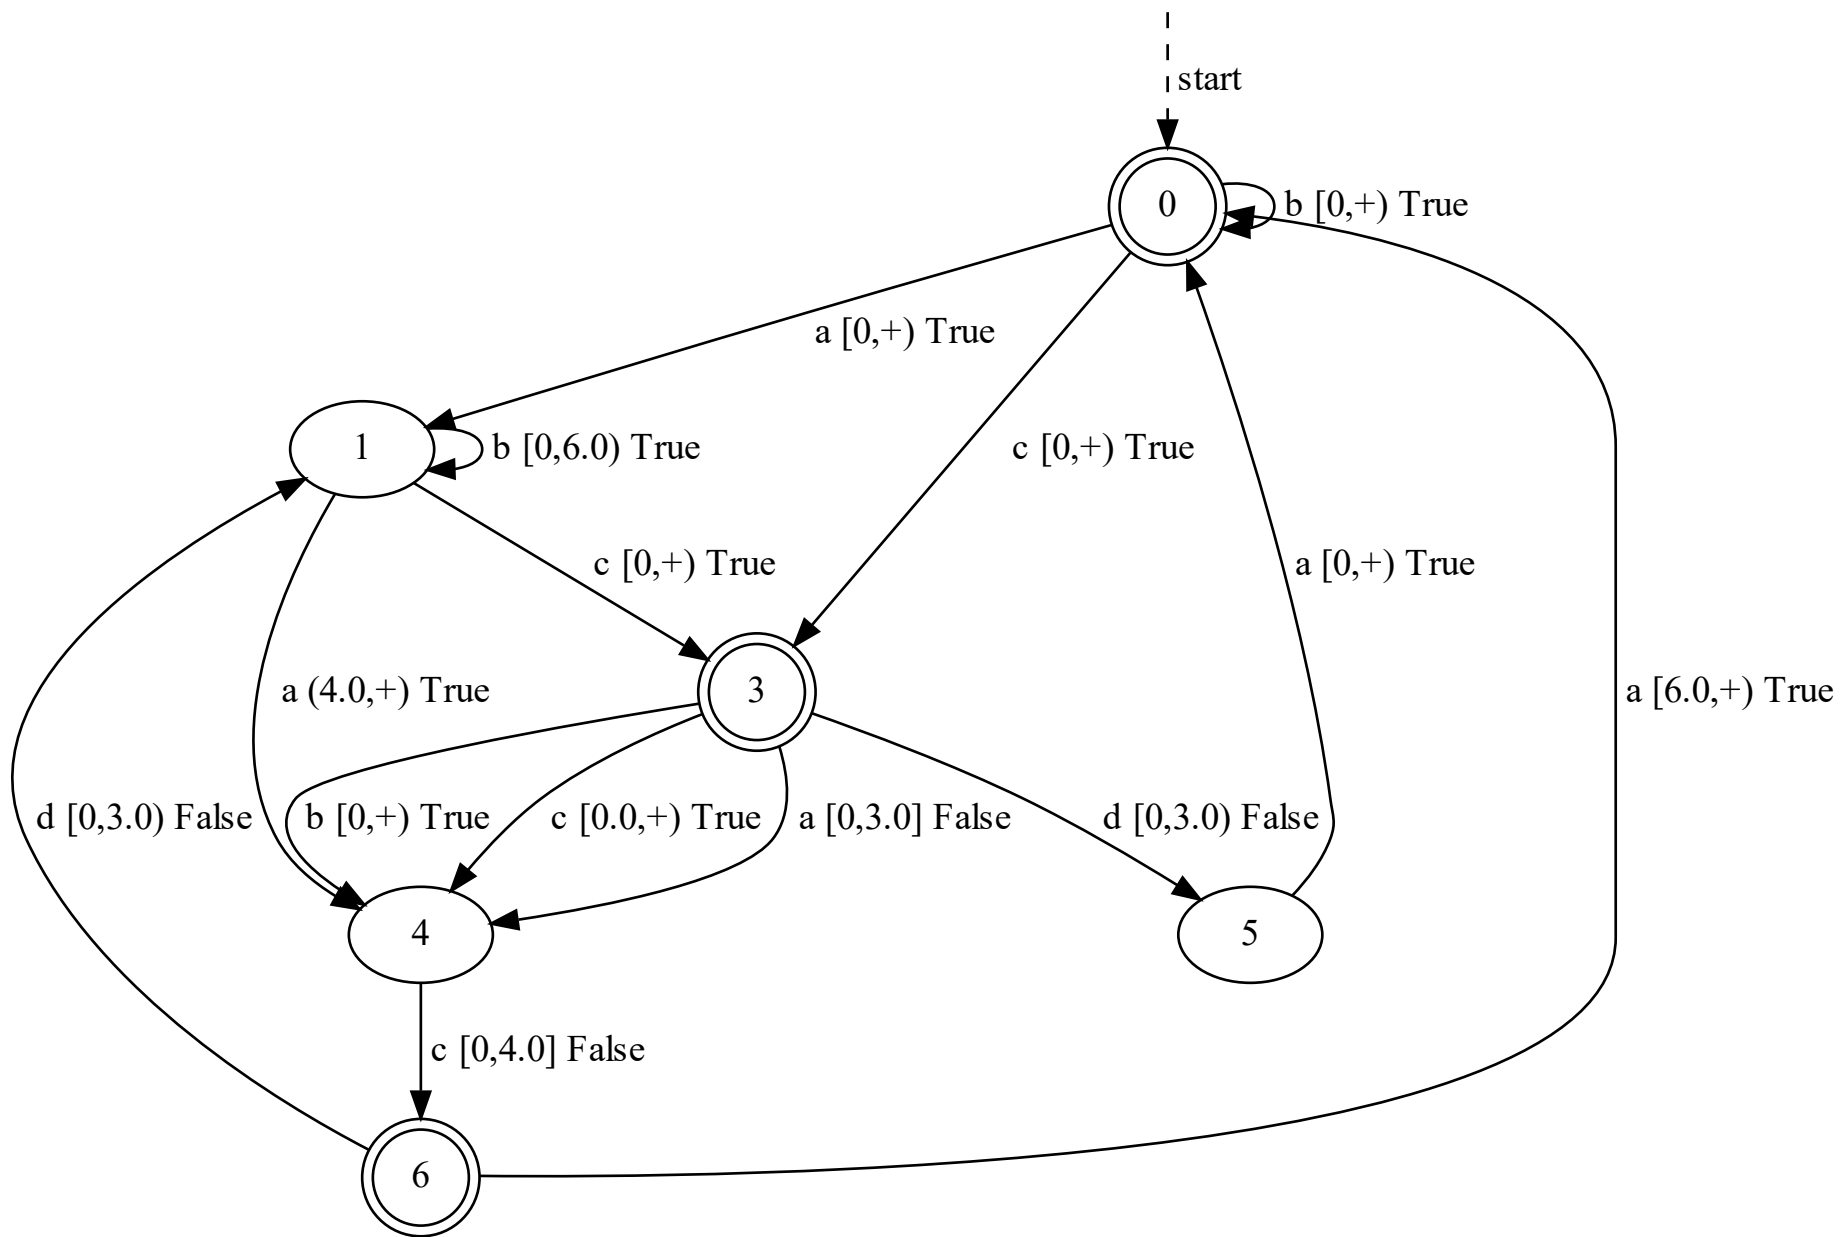 start
0
b [0,+) True
a [0,+) True
1
b [0,6.0) True
c [0,+) True
c [0,+) True
a [0,+) True
a (4.0,+) True
3
a [6.0,+) True
d [0,3.0) False
b [0,+) True
c [0.0,+) True
a [0,3.0] False
d [0,3.0) False
4
5
c [0,4.0] False
6